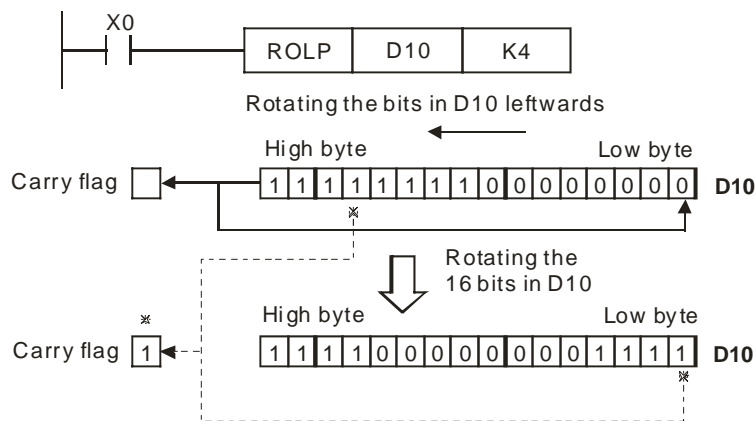 X0
ROLP D10 K4
Rotating the bits in D10 leftwards
High byte Low byte
Carry flag 1 1 1 1 1 1 1 1 0 0 0 0 0 0 0 0 D10
※
Rotating the
16 bits in D10
※ High byte Low byte
Carry flag 1 1 1 1 1 0 0 0 0 0 0 0 0 1 1 1 1 D10
※